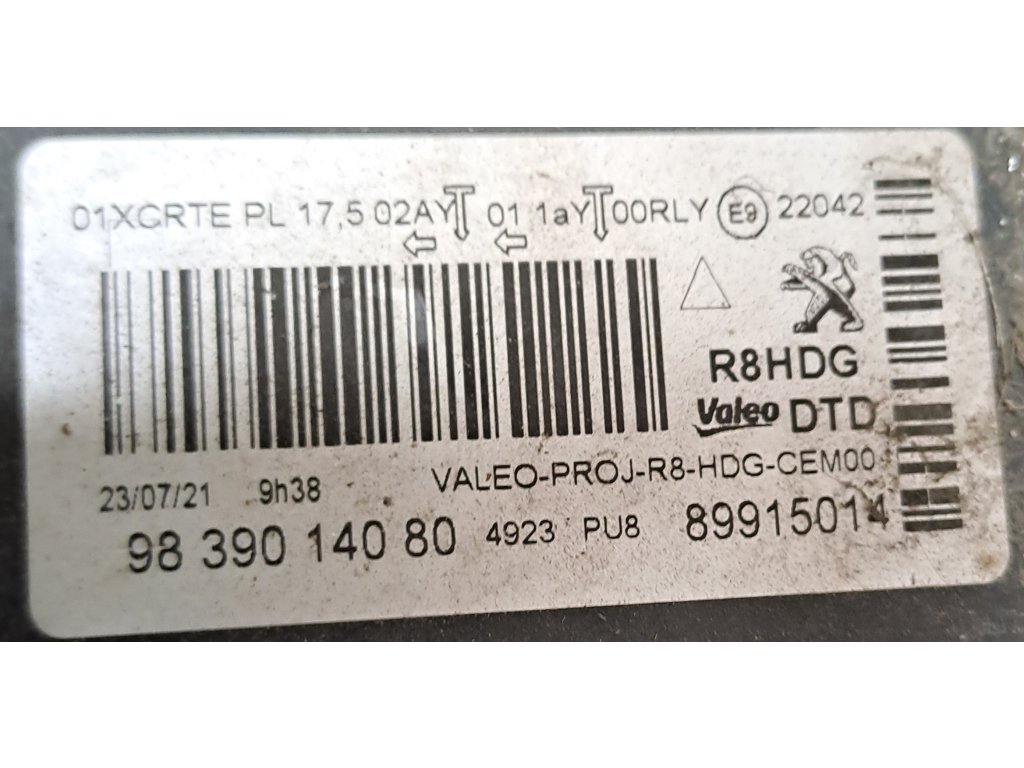 01XCRTE PL 17,5 02AY 01 1aY 00RLY E9 22042
R8HDG
Valeo DTD
VALEO-PROJ-R8-HDG-CEM00
23/07/21 9h38
98 390 140 80 4923 PU8 89915014